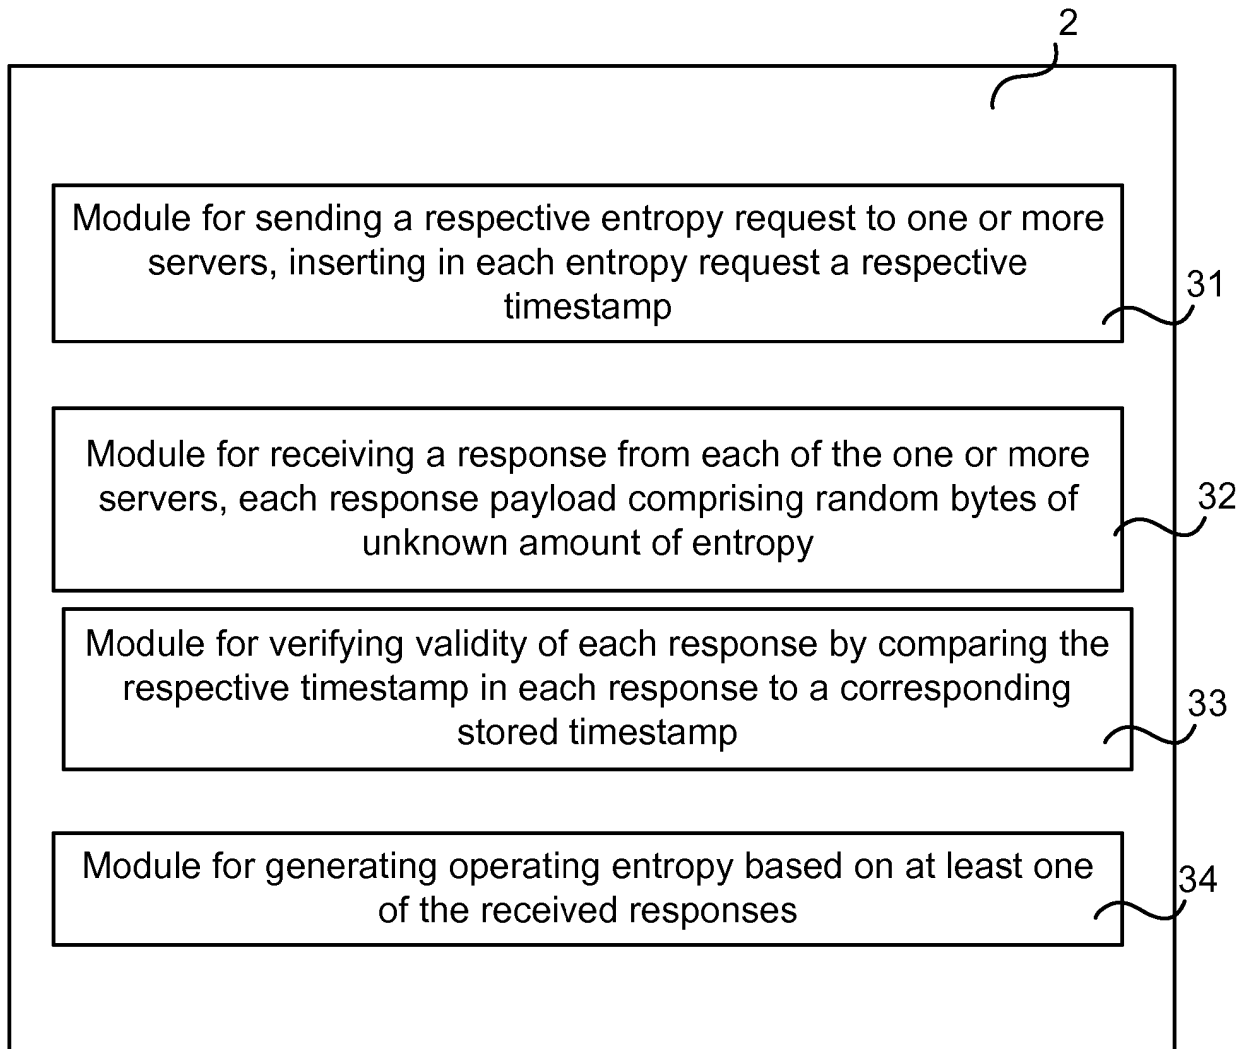 2
Module for sending a respective entropy request to one or more
servers, inserting in each entropy request a respective
timestamp
31
Module for receiving a response from each of the one or more
servers, each response payload comprising random bytes of
unknown amount of entropy
32
Module for verifying validity of each response by comparing the
respective timestamp in each response to a corresponding
stored timestamp
33
Module for generating operating entropy based on at least one
of the received responses
34